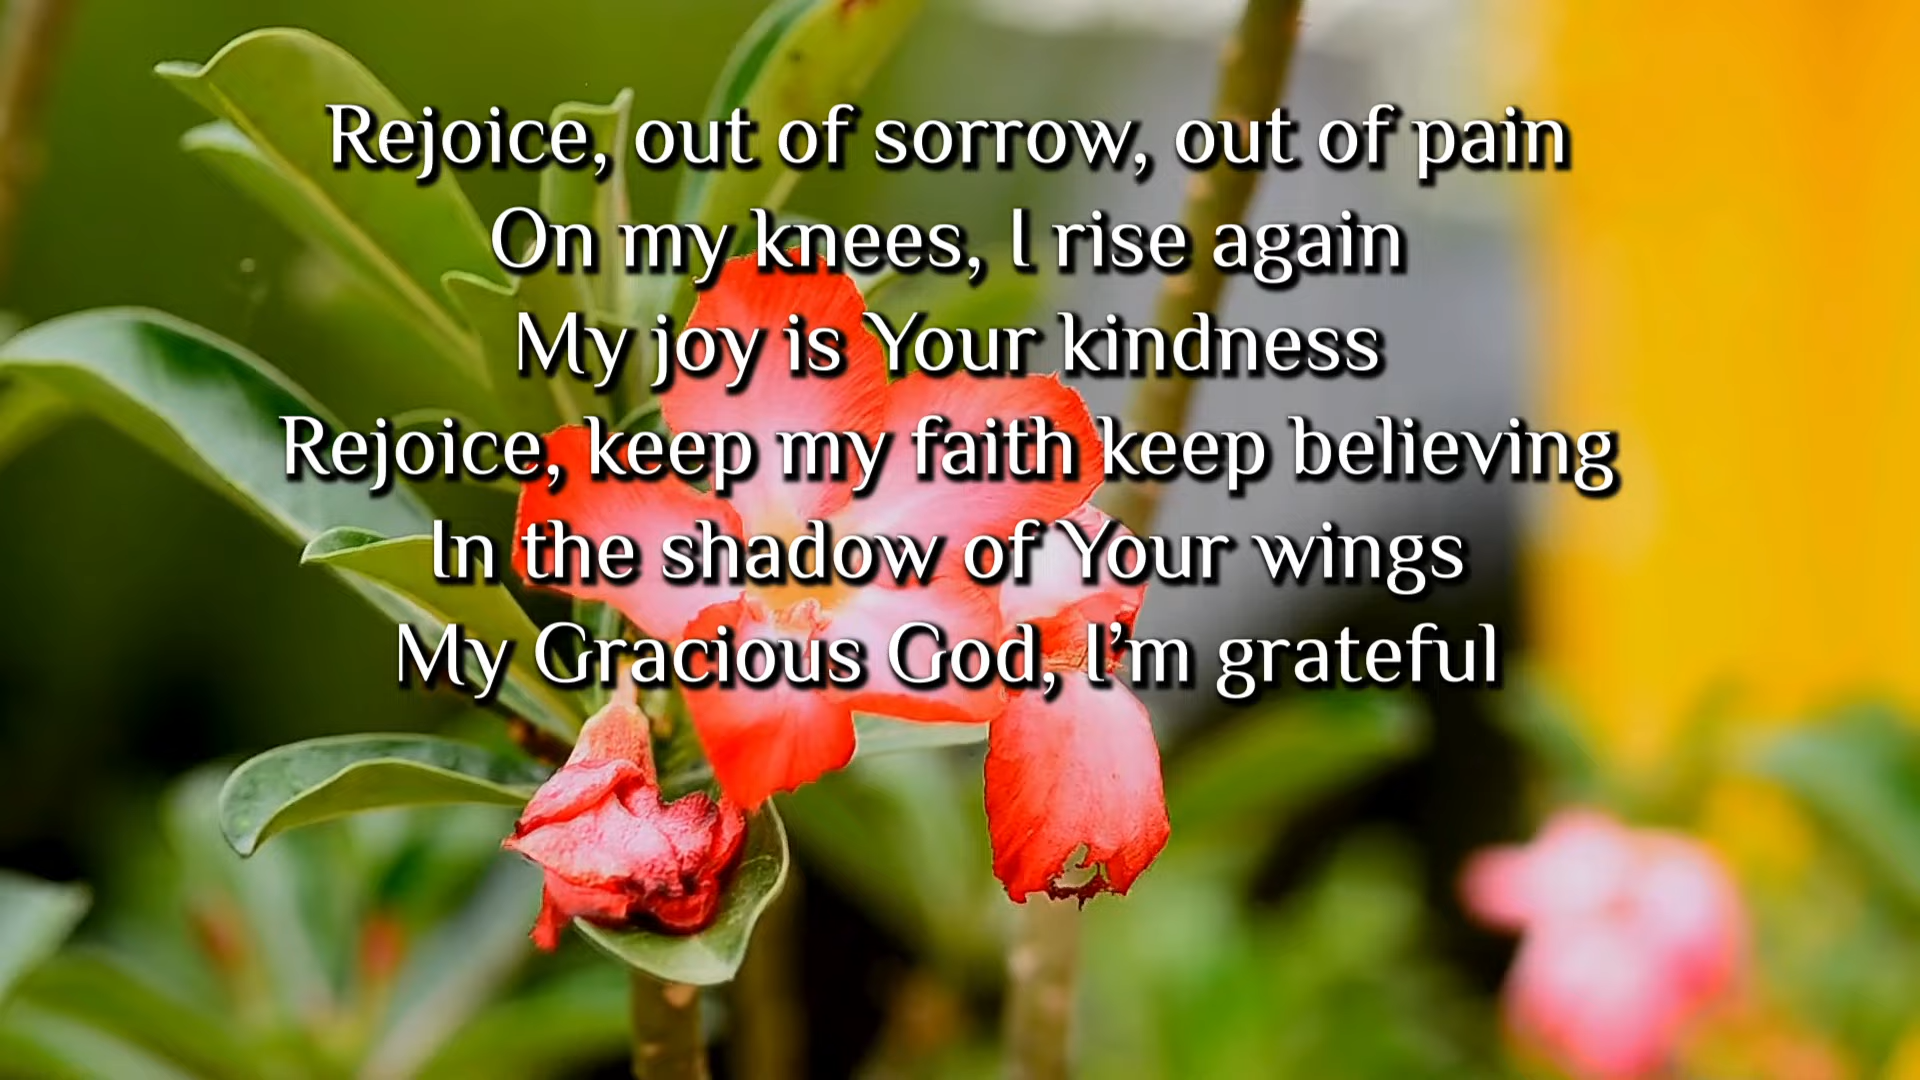 Rejoice, out of sorrow, out of pain
On my knees, I rise again
My joy is Your kindness
Rejoice, keep my faith keep believing
In the shadow of Your wings
My Gracious God, I'm grateful